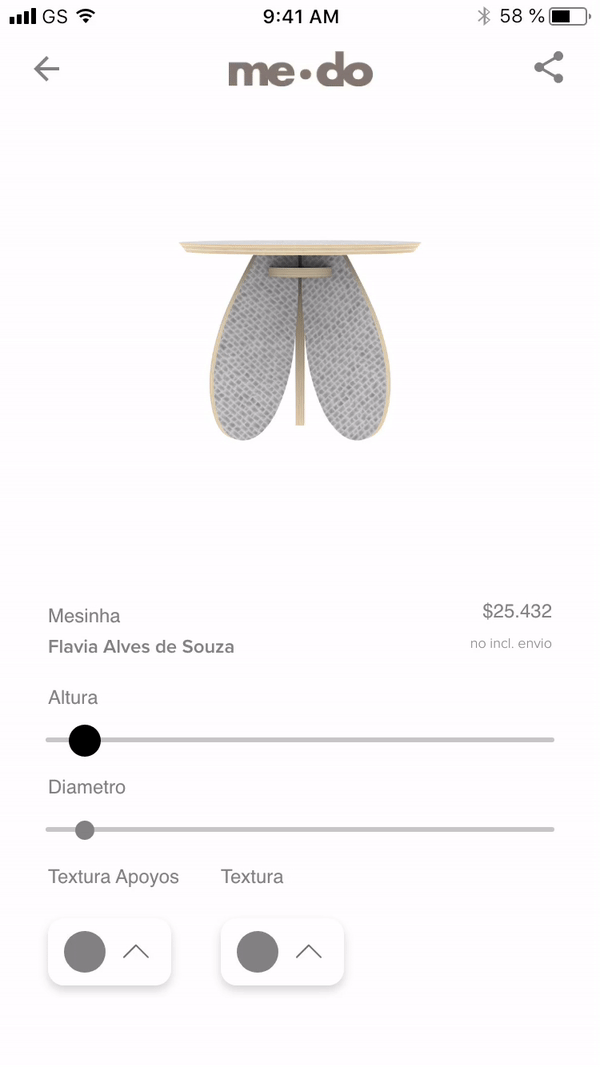 GS 9:41 AM 58 %
me•do
Mesinha $25.432
Flavia Alves de Souza no incl. envio
Altura
Diametro
Textura Apoyos Textura